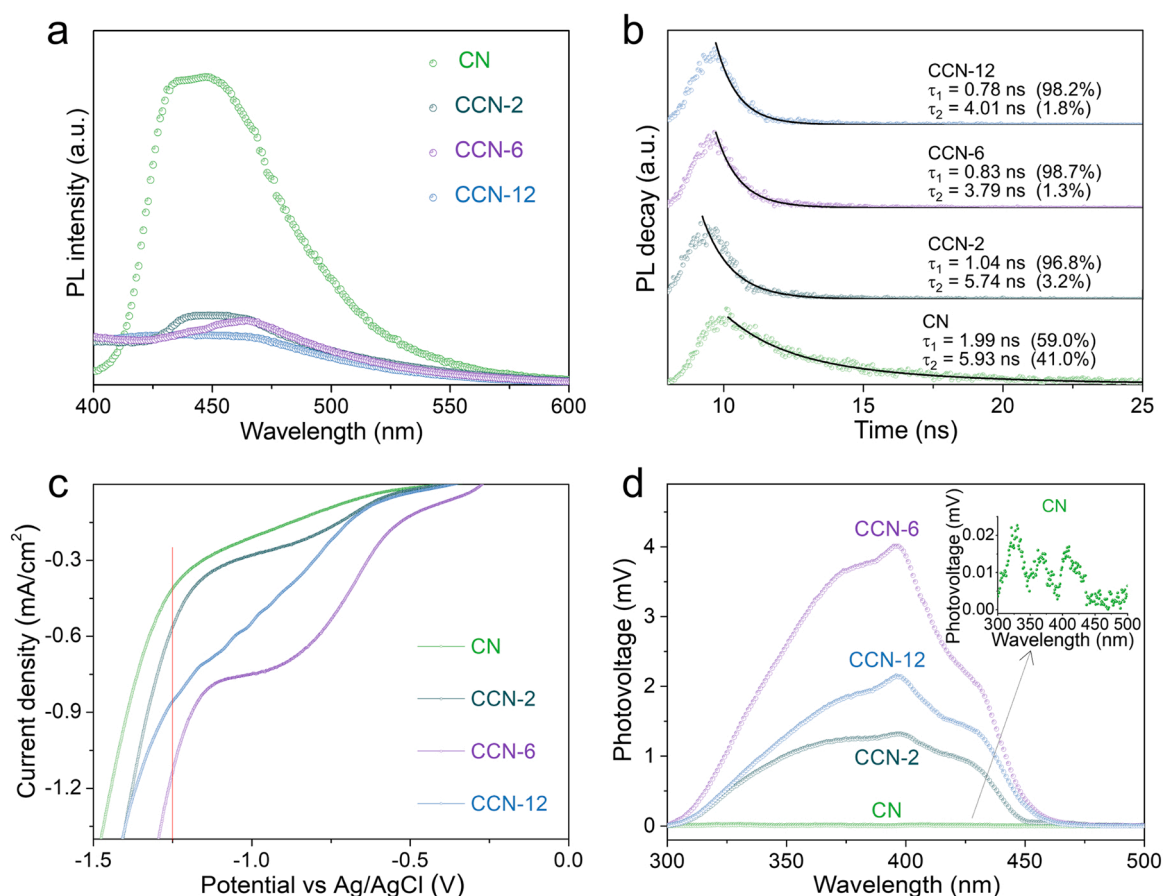 a
PL intensity (a.u.)
CN
CCN-2
CCN-6
CCN-12
400 450 500 550 600
Wavelength (nm)
b
PL decay (a.u.)
CCN-12
τ1 = 0.78 ns (98.2%)
τ2 = 4.01 ns (1.8%)
CCN-6
τ1 = 0.83 ns (98.7%)
τ2 = 3.79 ns (1.3%)
CCN-2
τ1 = 1.04 ns (96.8%)
τ2 = 5.74 ns (3.2%)
CN
τ1 = 1.99 ns (59.0%)
τ2 = 5.93 ns (41.0%)
10 15 20 25
Time (ns)
c
Current density (mA/cm²)
-0.3
-0.6
-0.9
-1.2
CN
CCN-2
CCN-6
CCN-12
-1.5 -1.0 -0.5 0.0
Potential vs Ag/AgCl (V)
d
Photovoltage (mV)
4
3
2
1
0
CCN-6
CCN-12
CCN-2
CN
300 350 400 450 500
Wavelength (nm)
CN
Photovoltage (mV)
0.02
0.01
0.00
300 350 400 450 500
Wavelength (nm)